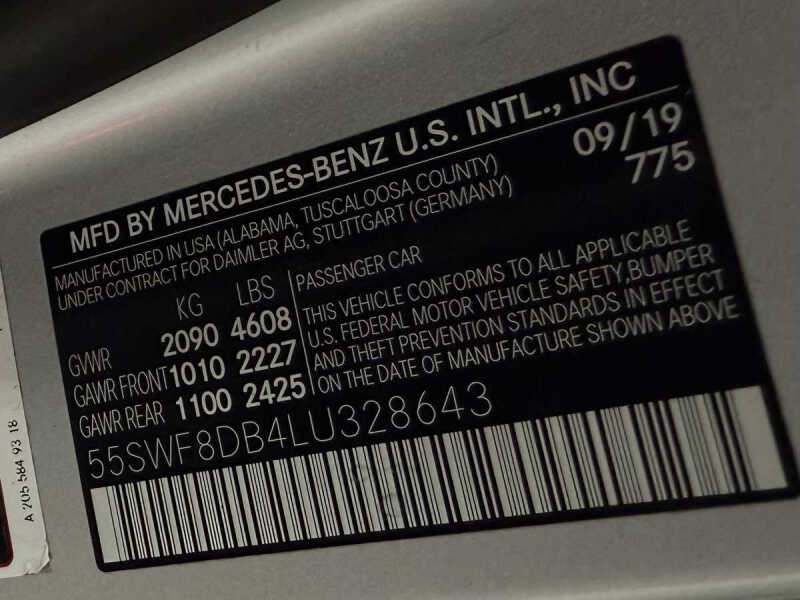 MFD BY MERCEDES-BENZ U.S. INTL., INC
MANUFACTURED IN USA (ALABAMA, TUSCALOOSA COUNTY)
UNDER CONTRACT FOR DAIMLER AG, STUTTGART (GERMANY)
09/19
775
KG LBS
GVWR 2090 4608
GAWR FRONT 1010 2227
GAWR REAR 1100 2425
PASSENGER CAR
THIS VEHICLE CONFORMS TO ALL APPLICABLE
U.S. FEDERAL MOTOR VEHICLE SAFETY,BUMPER
AND THEFT PREVENTION STANDARDS IN EFFECT
ON THE DATE OF MANUFACTURE SHOWN ABOVE
55SWF8DB4LU328643
A 205 584 93 18